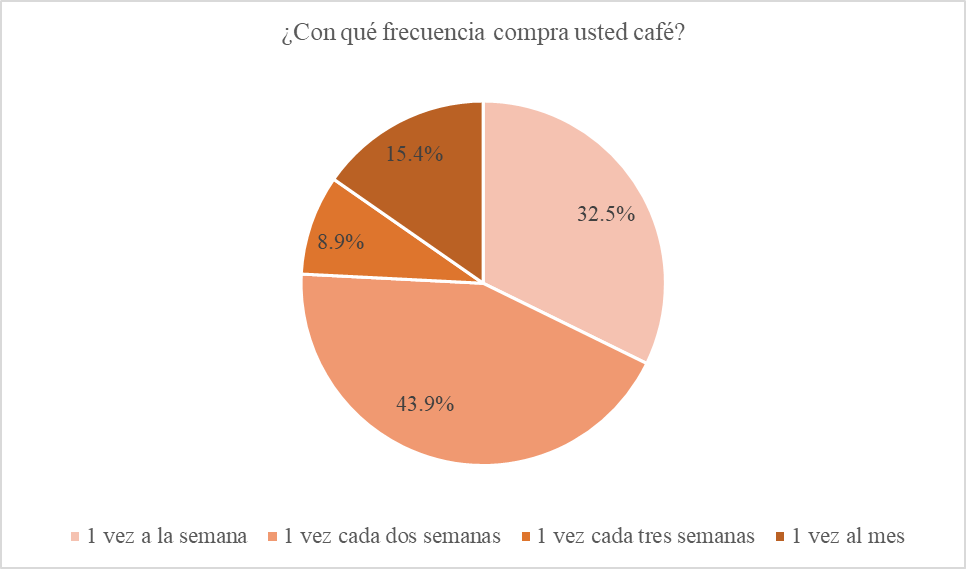 ¿Con qué frecuencia compra usted café?
15.4%
32.5%
8.9%
43.9%
1 vez a la semana
1 vez cada dos semanas
1 vez cada tres semanas
1 vez al mes